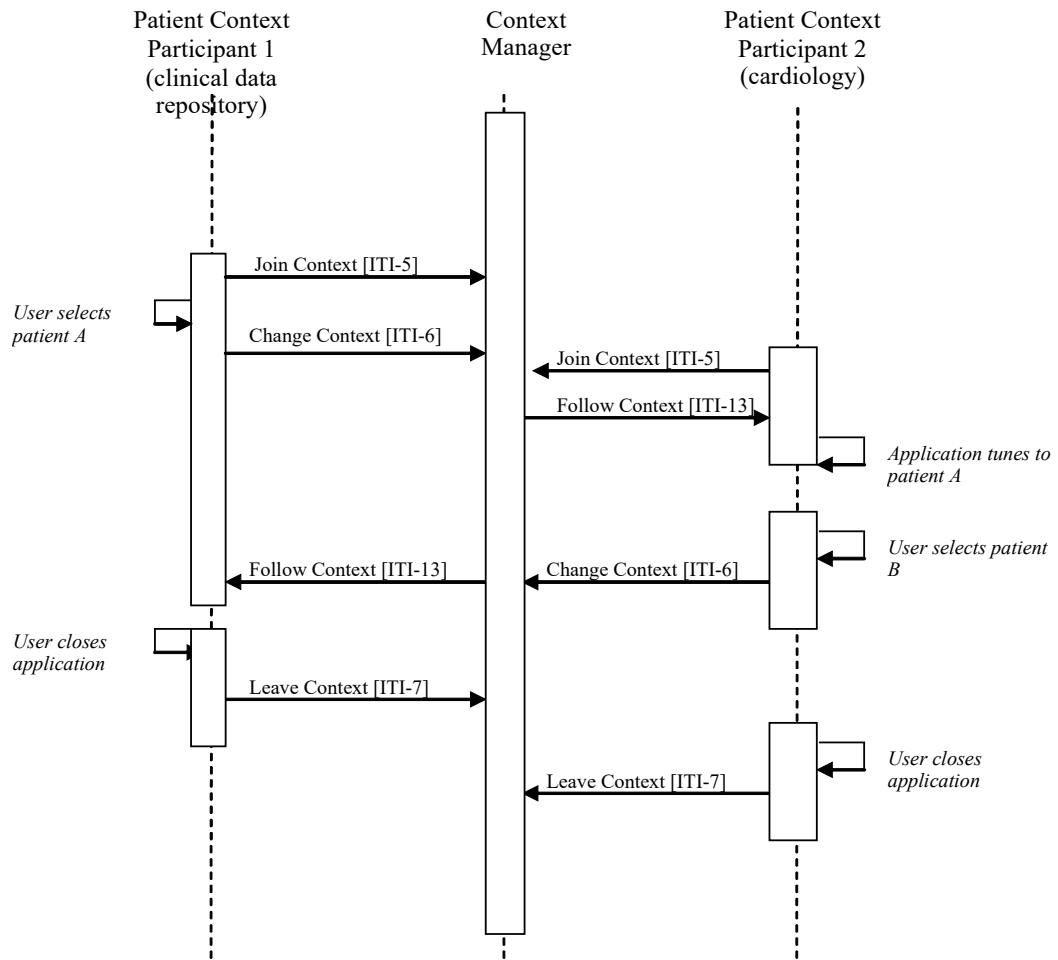 Patient Context
Participant 1
(clinical data
repository)
Context
Manager
Patient Context
Participant 2
(cardiology)
Join Context [ITI-5]
User selects
patient A
Change Context [ITI-6]
Join Context [ITI-5]
Follow Context [ITI-13]
Application tunes to
patient A
User selects patient
B
Follow Context [ITI-13]
Change Context [ITI-6]
User closes
application
Leave Context [ITI-7]
User closes
application
Leave Context [ITI-7]